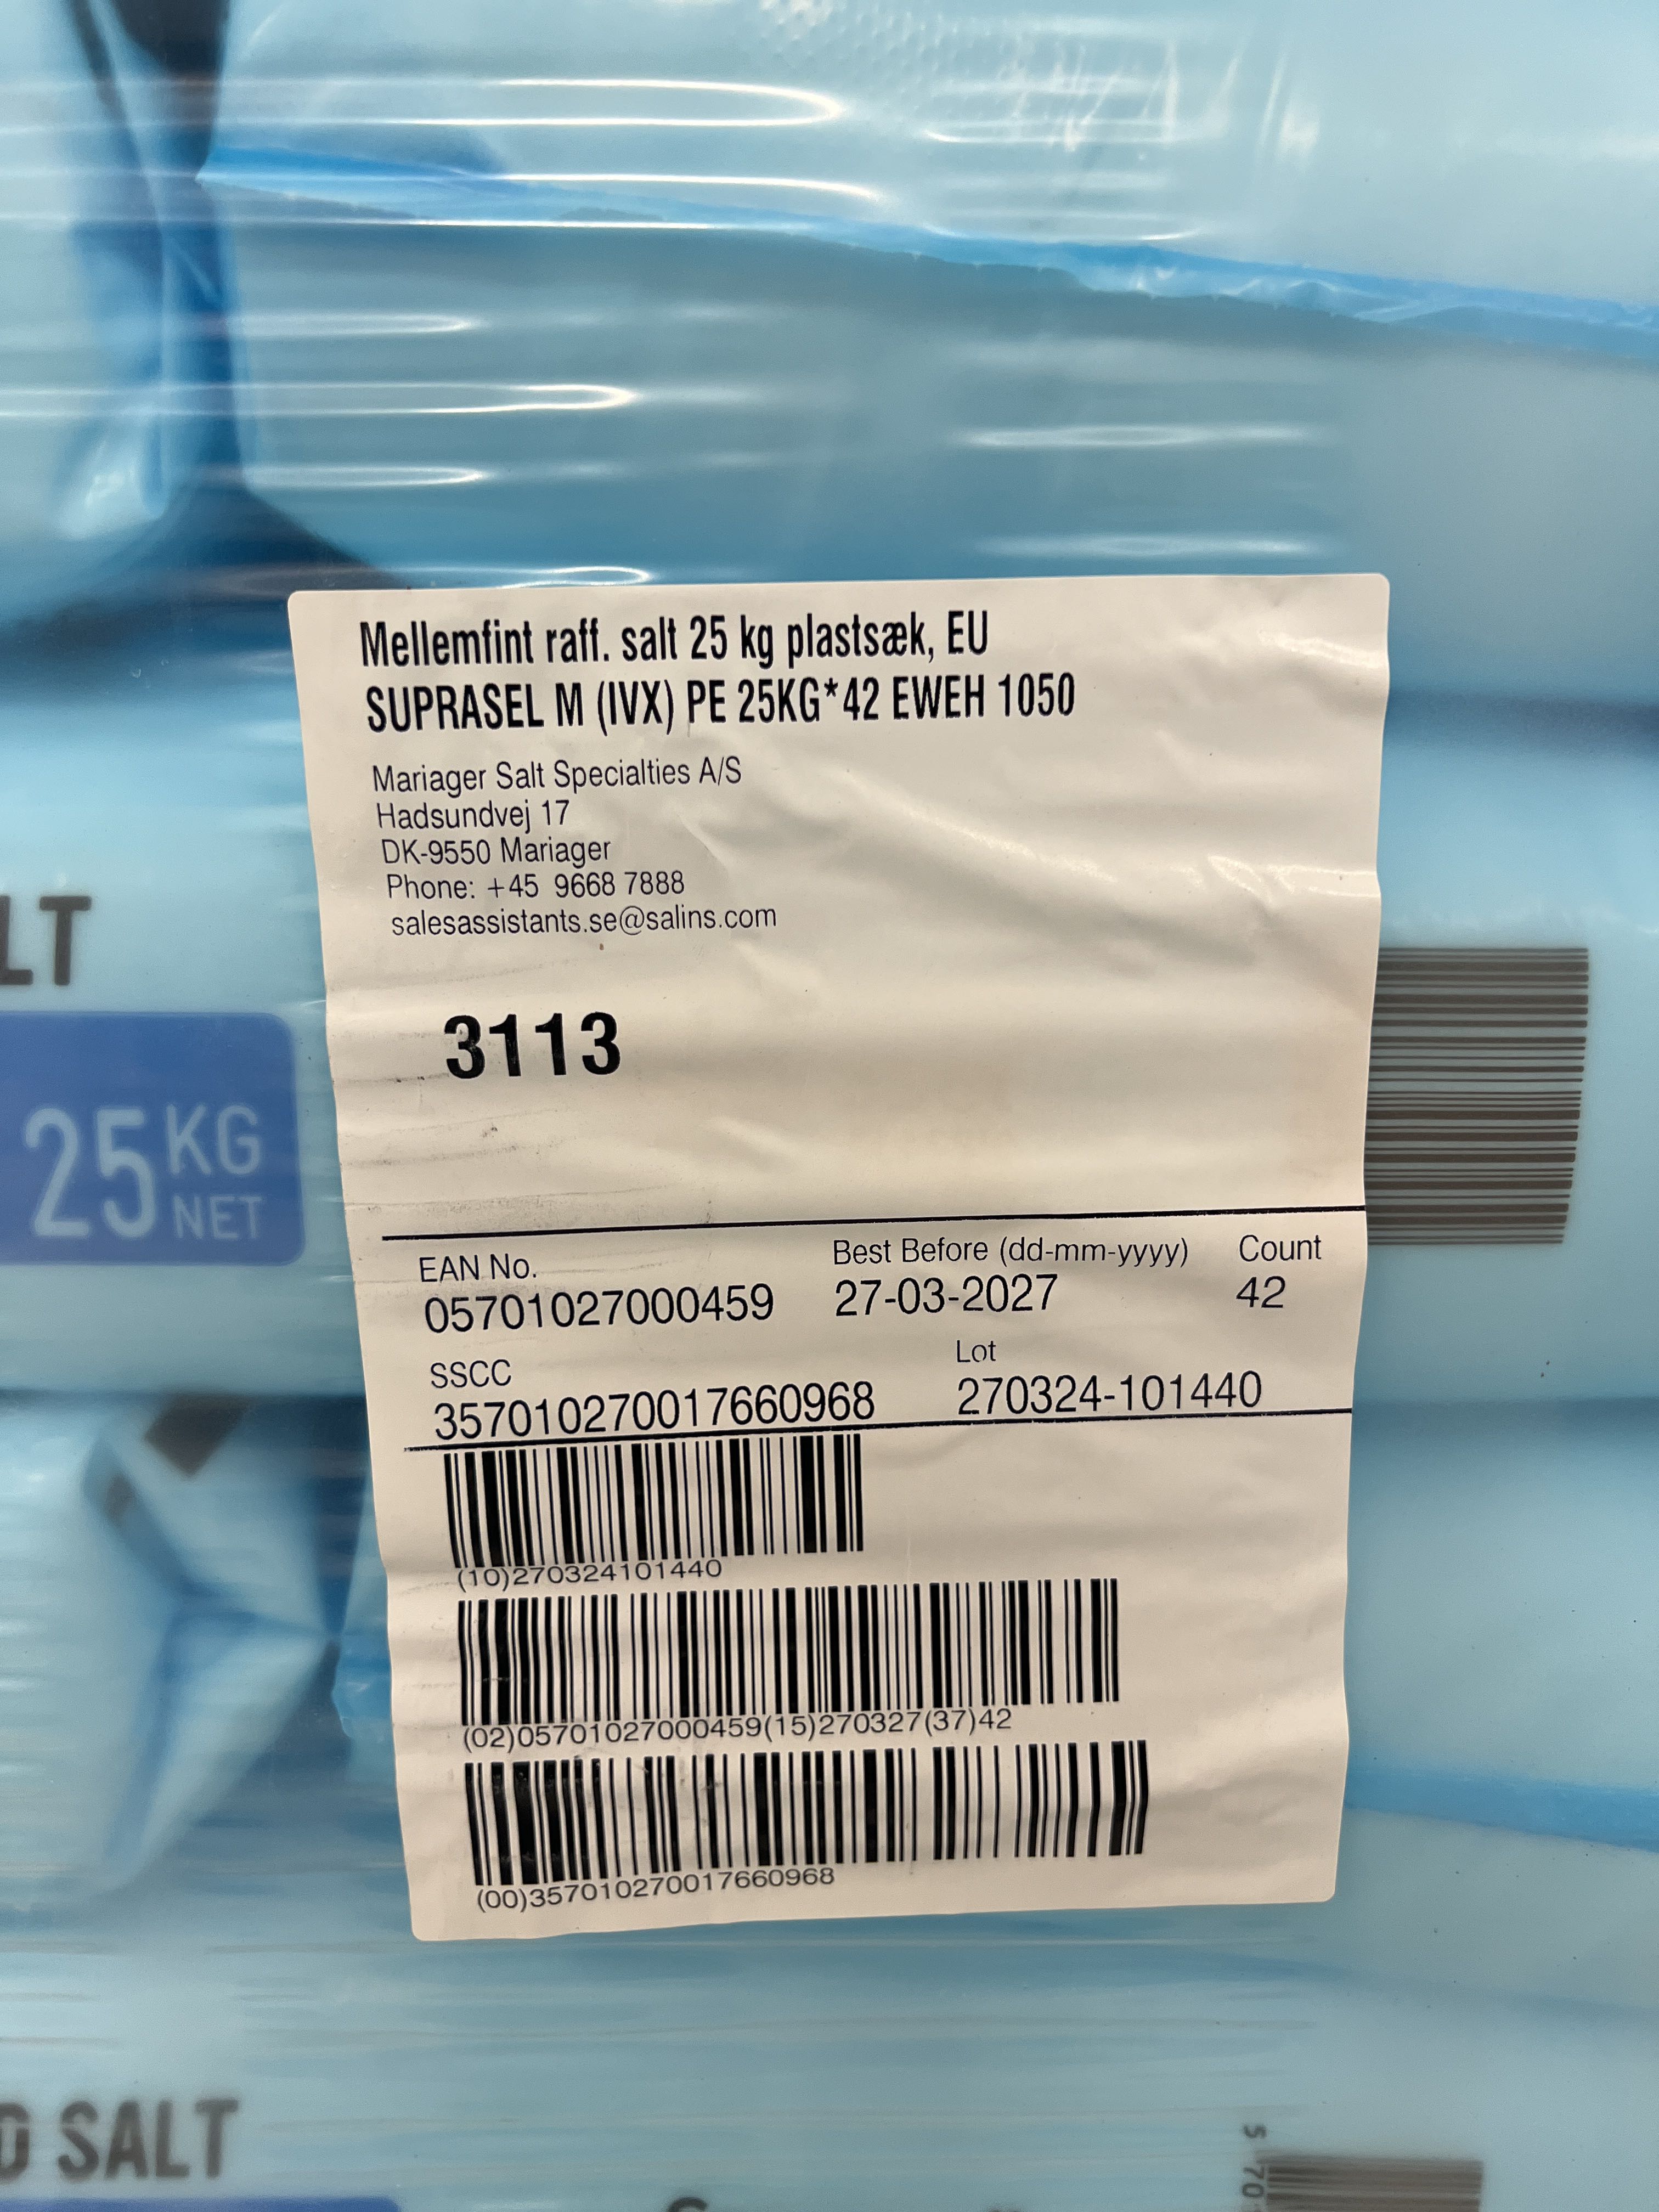 Mellemfint raff. salt 25 kg plastsæk, EU
SUPRASEL M (IVX) PE 25KG*42 EWEH 1050
Mariager Salt Specialties A/S
Hadsundvej 17
DK-9550 Mariager
Phone: +45 9668 7888
salesassistants.se@salins.com
LT
25 KG
NET
3113
EAN No. Best Before (dd-mm-yyyy) Count
05701027000459 27-03-2027 42
SSCC Lot
357010270017660968 270324-101440
(10)270324101440
(02)05701027000459(15)270327(37)42
(00)357010270017660968
D SALT
5 70